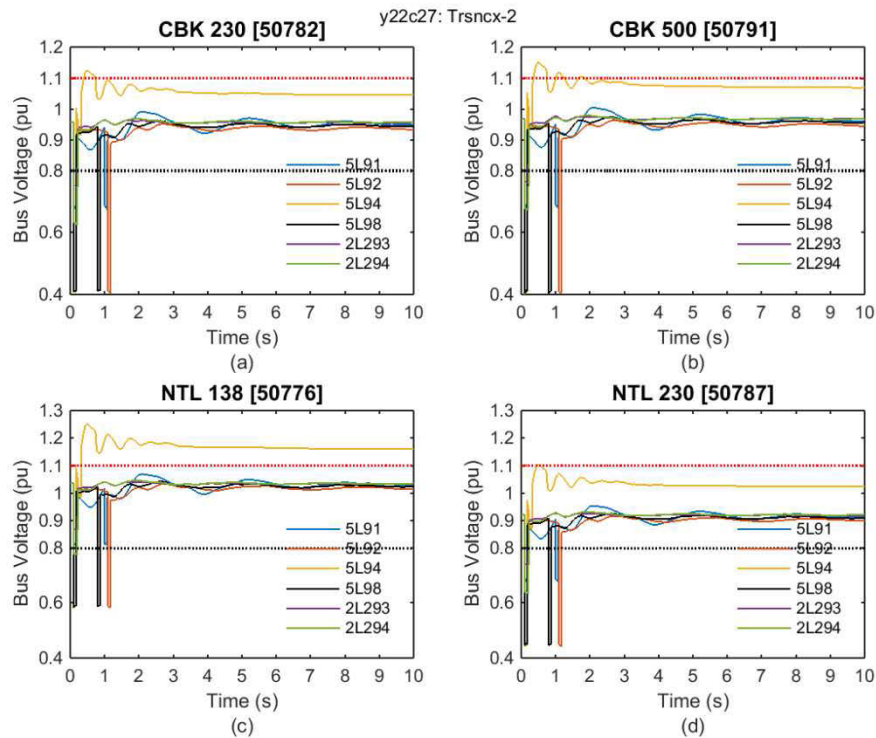 y22c27: Trsncx-2
CBK 230 [50782]
Bus Voltage (pu)
1.3
1.2
1.1
1
0.9
0.8
0.6
0.4
5L91
5L92
5L94
5L98
2L293
2L294
0 1 2 3 4 5 6 7 8 9 10
Time (s)
(a)
CBK 500 [50791]
Bus Voltage (pu)
1.3
1.2
1.1
1
0.9
0.8
0.6
0.4
5L91
5L92
5L94
5L98
2L293
2L294
0 1 2 3 4 5 6 7 8 9 10
Time (s)
(b)
NTL 138 [50776]
Bus Voltage (pu)
1.3
1.2
1.1
1
0.9
0.8
0.6
0.4
5L91
5L92
5L94
5L98
2L293
2L294
0 1 2 3 4 5 6 7 8 9 10
Time (s)
(c)
NTL 230 [50787]
Bus Voltage (pu)
1.3
1.2
1.1
1
0.9
0.8
0.6
0.4
5L91
5L92
5L94
5L98
2L293
2L294
0 1 2 3 4 5 6 7 8 9 10
Time (s)
(d)